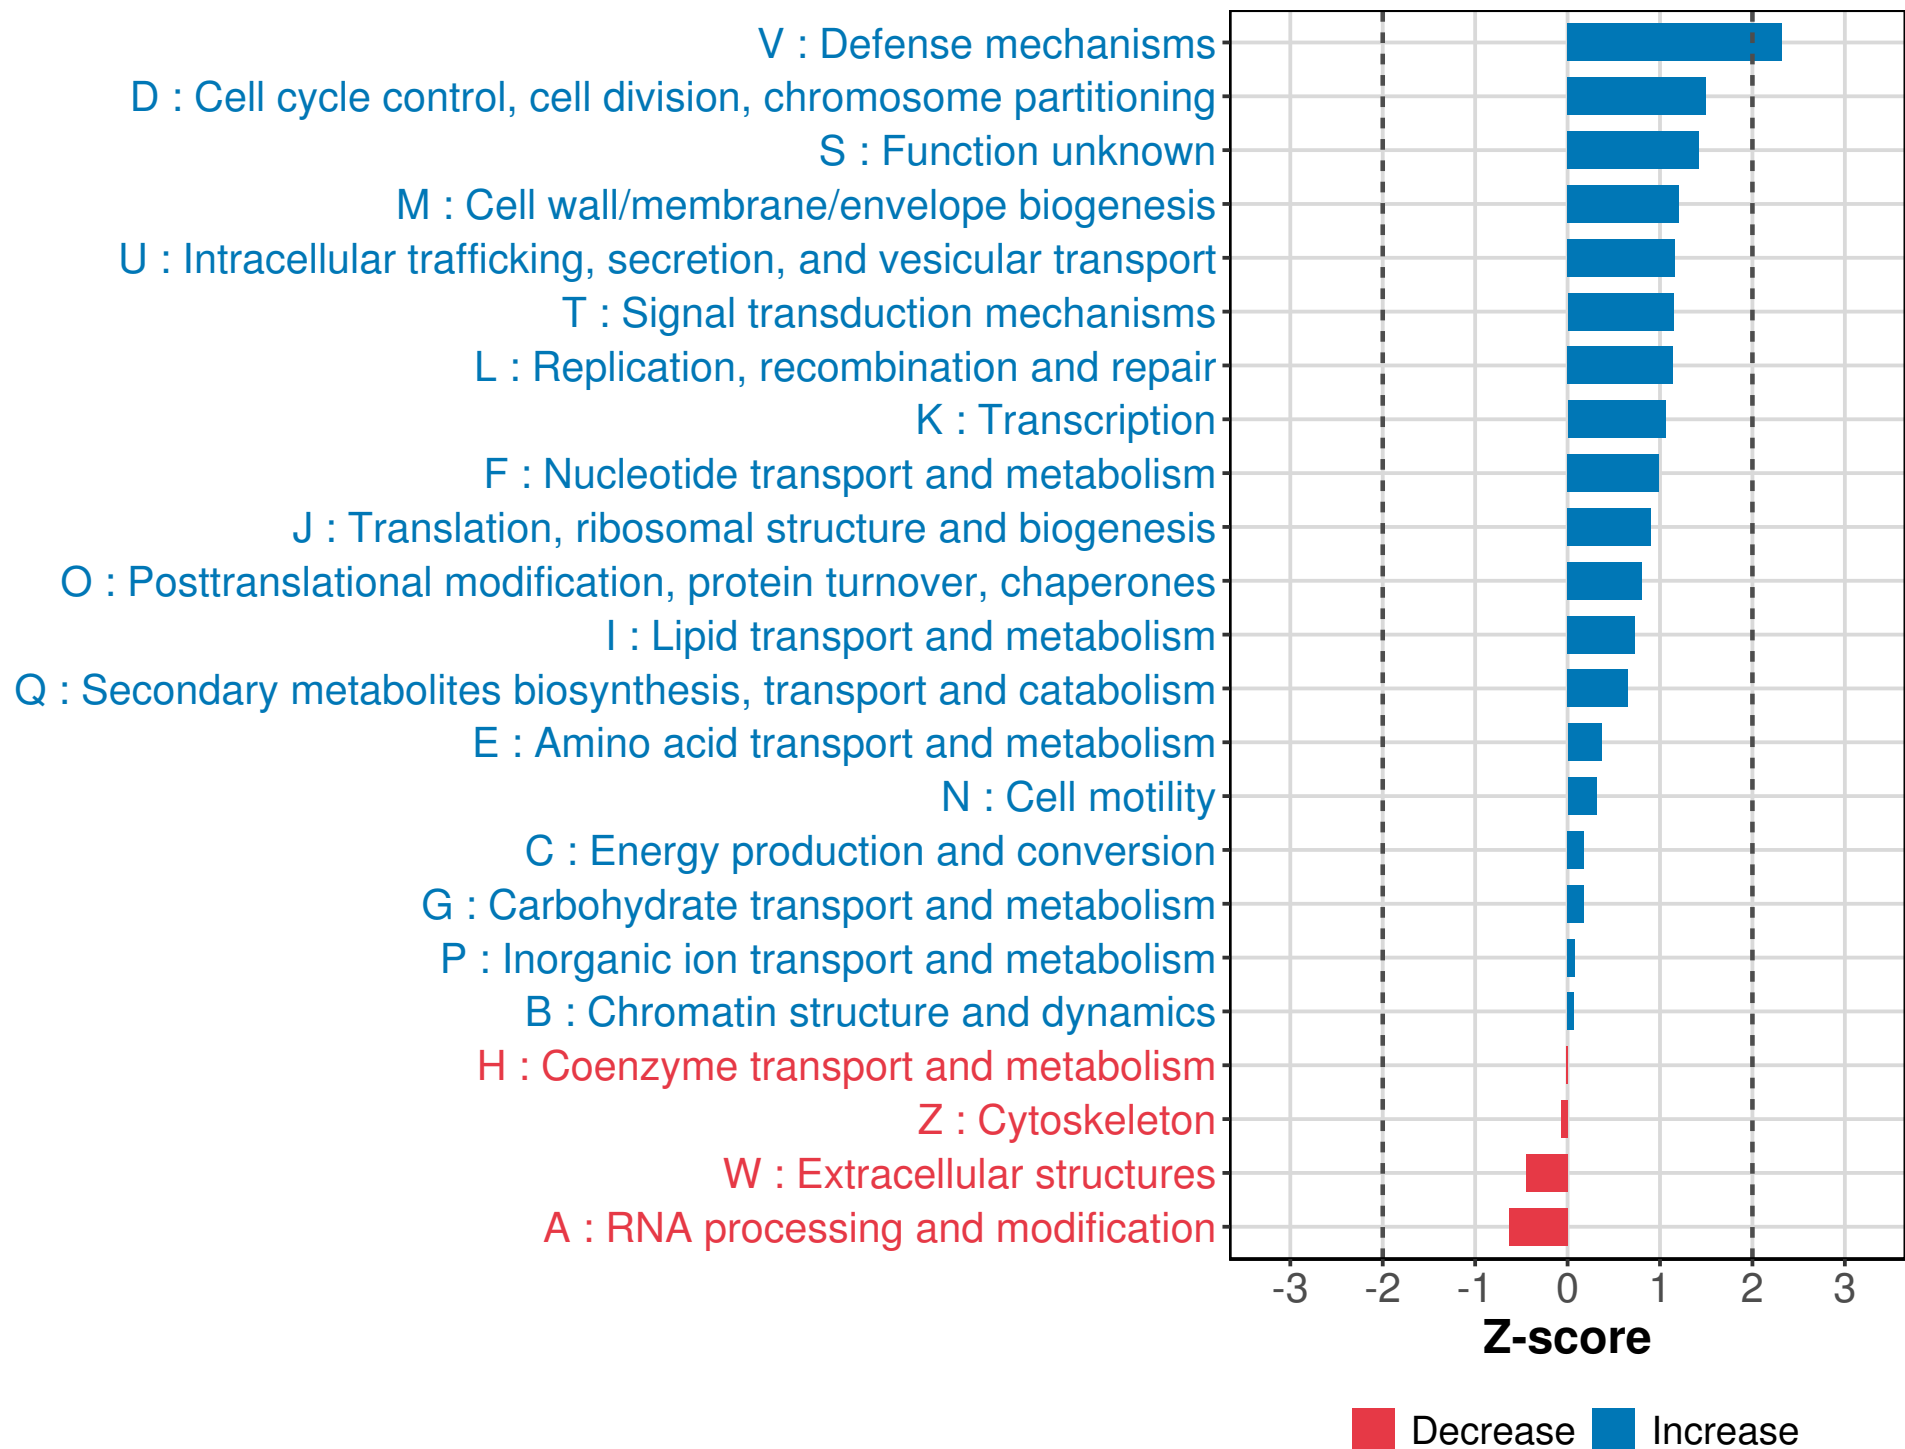 V : Defense mechanisms
D : Cell cycle control, cell division, chromosome partitioning
S : Function unknown
M : Cell wall/membrane/envelope biogenesis
U : Intracellular trafficking, secretion, and vesicular transport
T : Signal transduction mechanisms
L : Replication, recombination and repair
K : Transcription
F : Nucleotide transport and metabolism
J : Translation, ribosomal structure and biogenesis
O : Posttranslational modification, protein turnover, chaperones
I : Lipid transport and metabolism
Q : Secondary metabolites biosynthesis, transport and catabolism
E : Amino acid transport and metabolism
N : Cell motility
C : Energy production and conversion
G : Carbohydrate transport and metabolism
P : Inorganic ion transport and metabolism
B : Chromatin structure and dynamics
H : Coenzyme transport and metabolism
Z : Cytoskeleton
W : Extracellular structures
A : RNA processing and modification
-3 -2 -1 0 1 2 3
Z-score
Decrease Increase